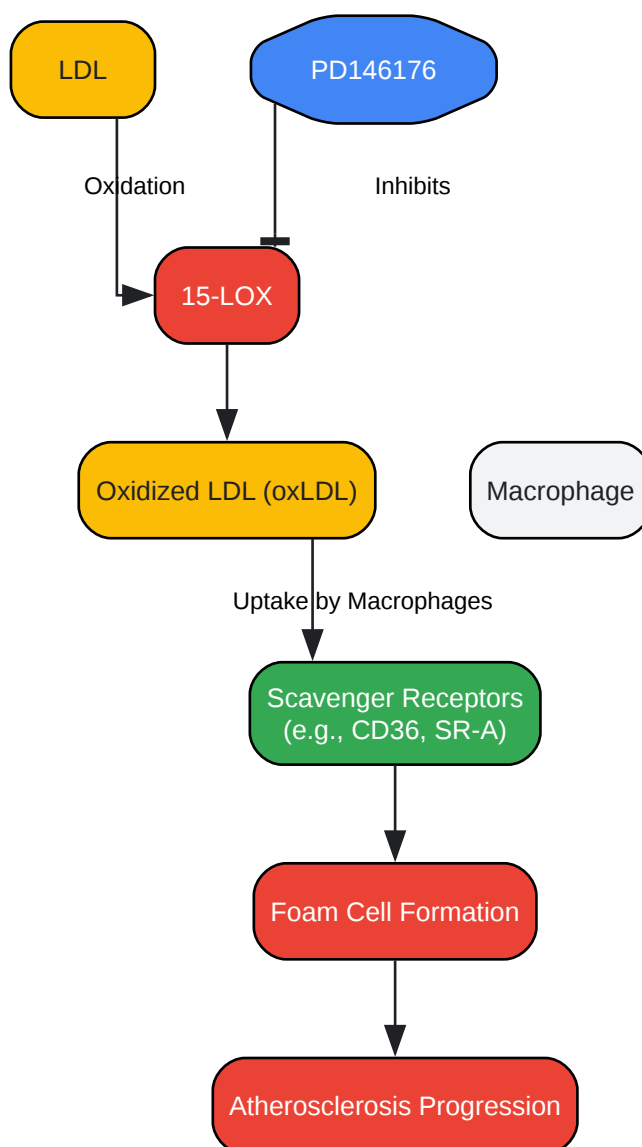 LDL
PD146176
Oxidation
Inhibits
15-LOX
Oxidized LDL (oxLDL)
Macrophage
Uptake by Macrophages
Scavenger Receptors
(e.g., CD36, SR-A)
Foam Cell Formation
Atherosclerosis Progression